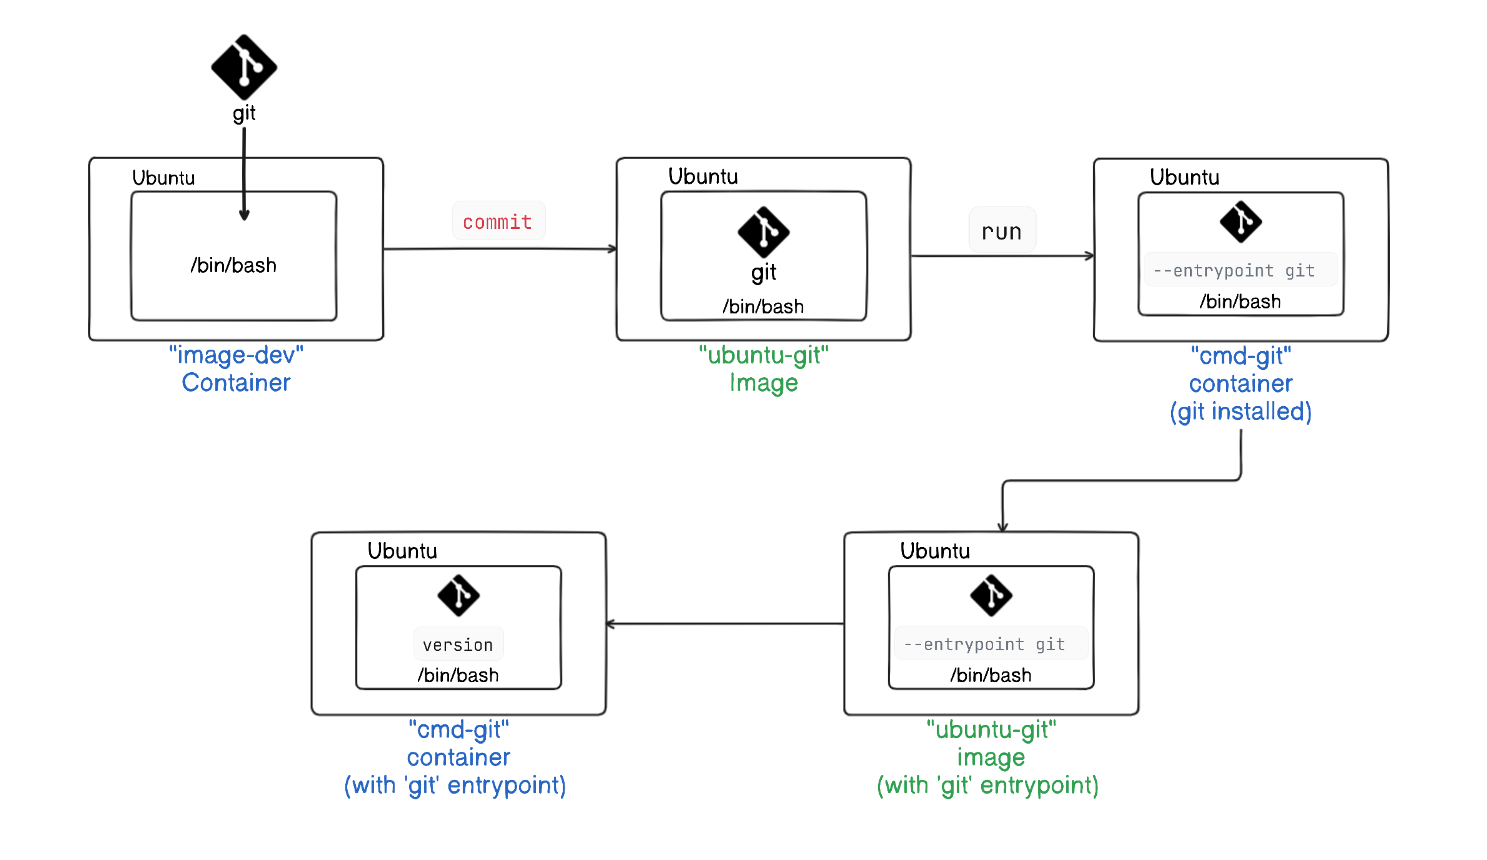 git
Ubuntu
/bin/bash
"image-dev"
Container
commit
Ubuntu
git
/bin/bash
"ubuntu-git"
Image
run
Ubuntu
--entrypoint git
/bin/bash
"cmd-git"
container
(git installed)
Ubuntu
version
/bin/bash
"cmd-git"
container
(with 'git' entrypoint)
Ubuntu
--entrypoint git
/bin/bash
"ubuntu-git"
image
(with 'git' entrypoint)